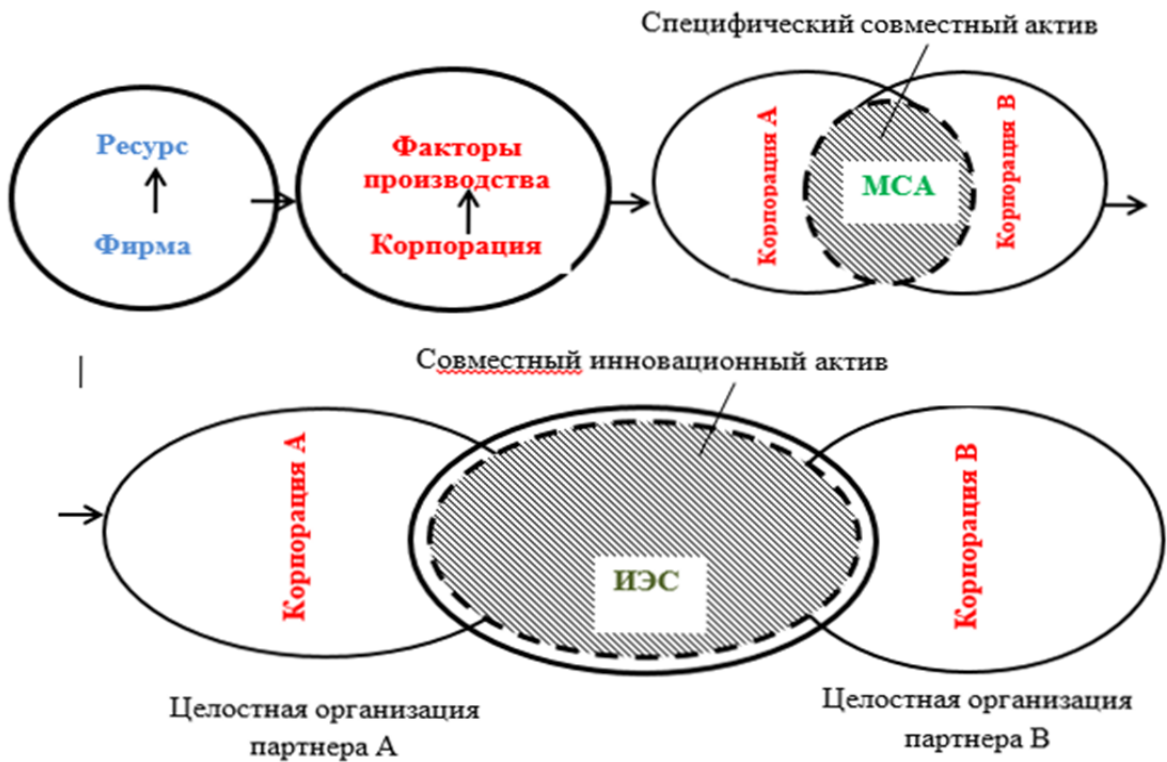 Специфический совместный актив
Ресурс
Фирма
Факторы
производства
Корпорация
Корпорация А
МСА
Корпорация В
Совместный инновационный актив
Корпорация А
ИЭС
Корпорация В
Целостная организация
партнера А
Целостная организация
партнера В